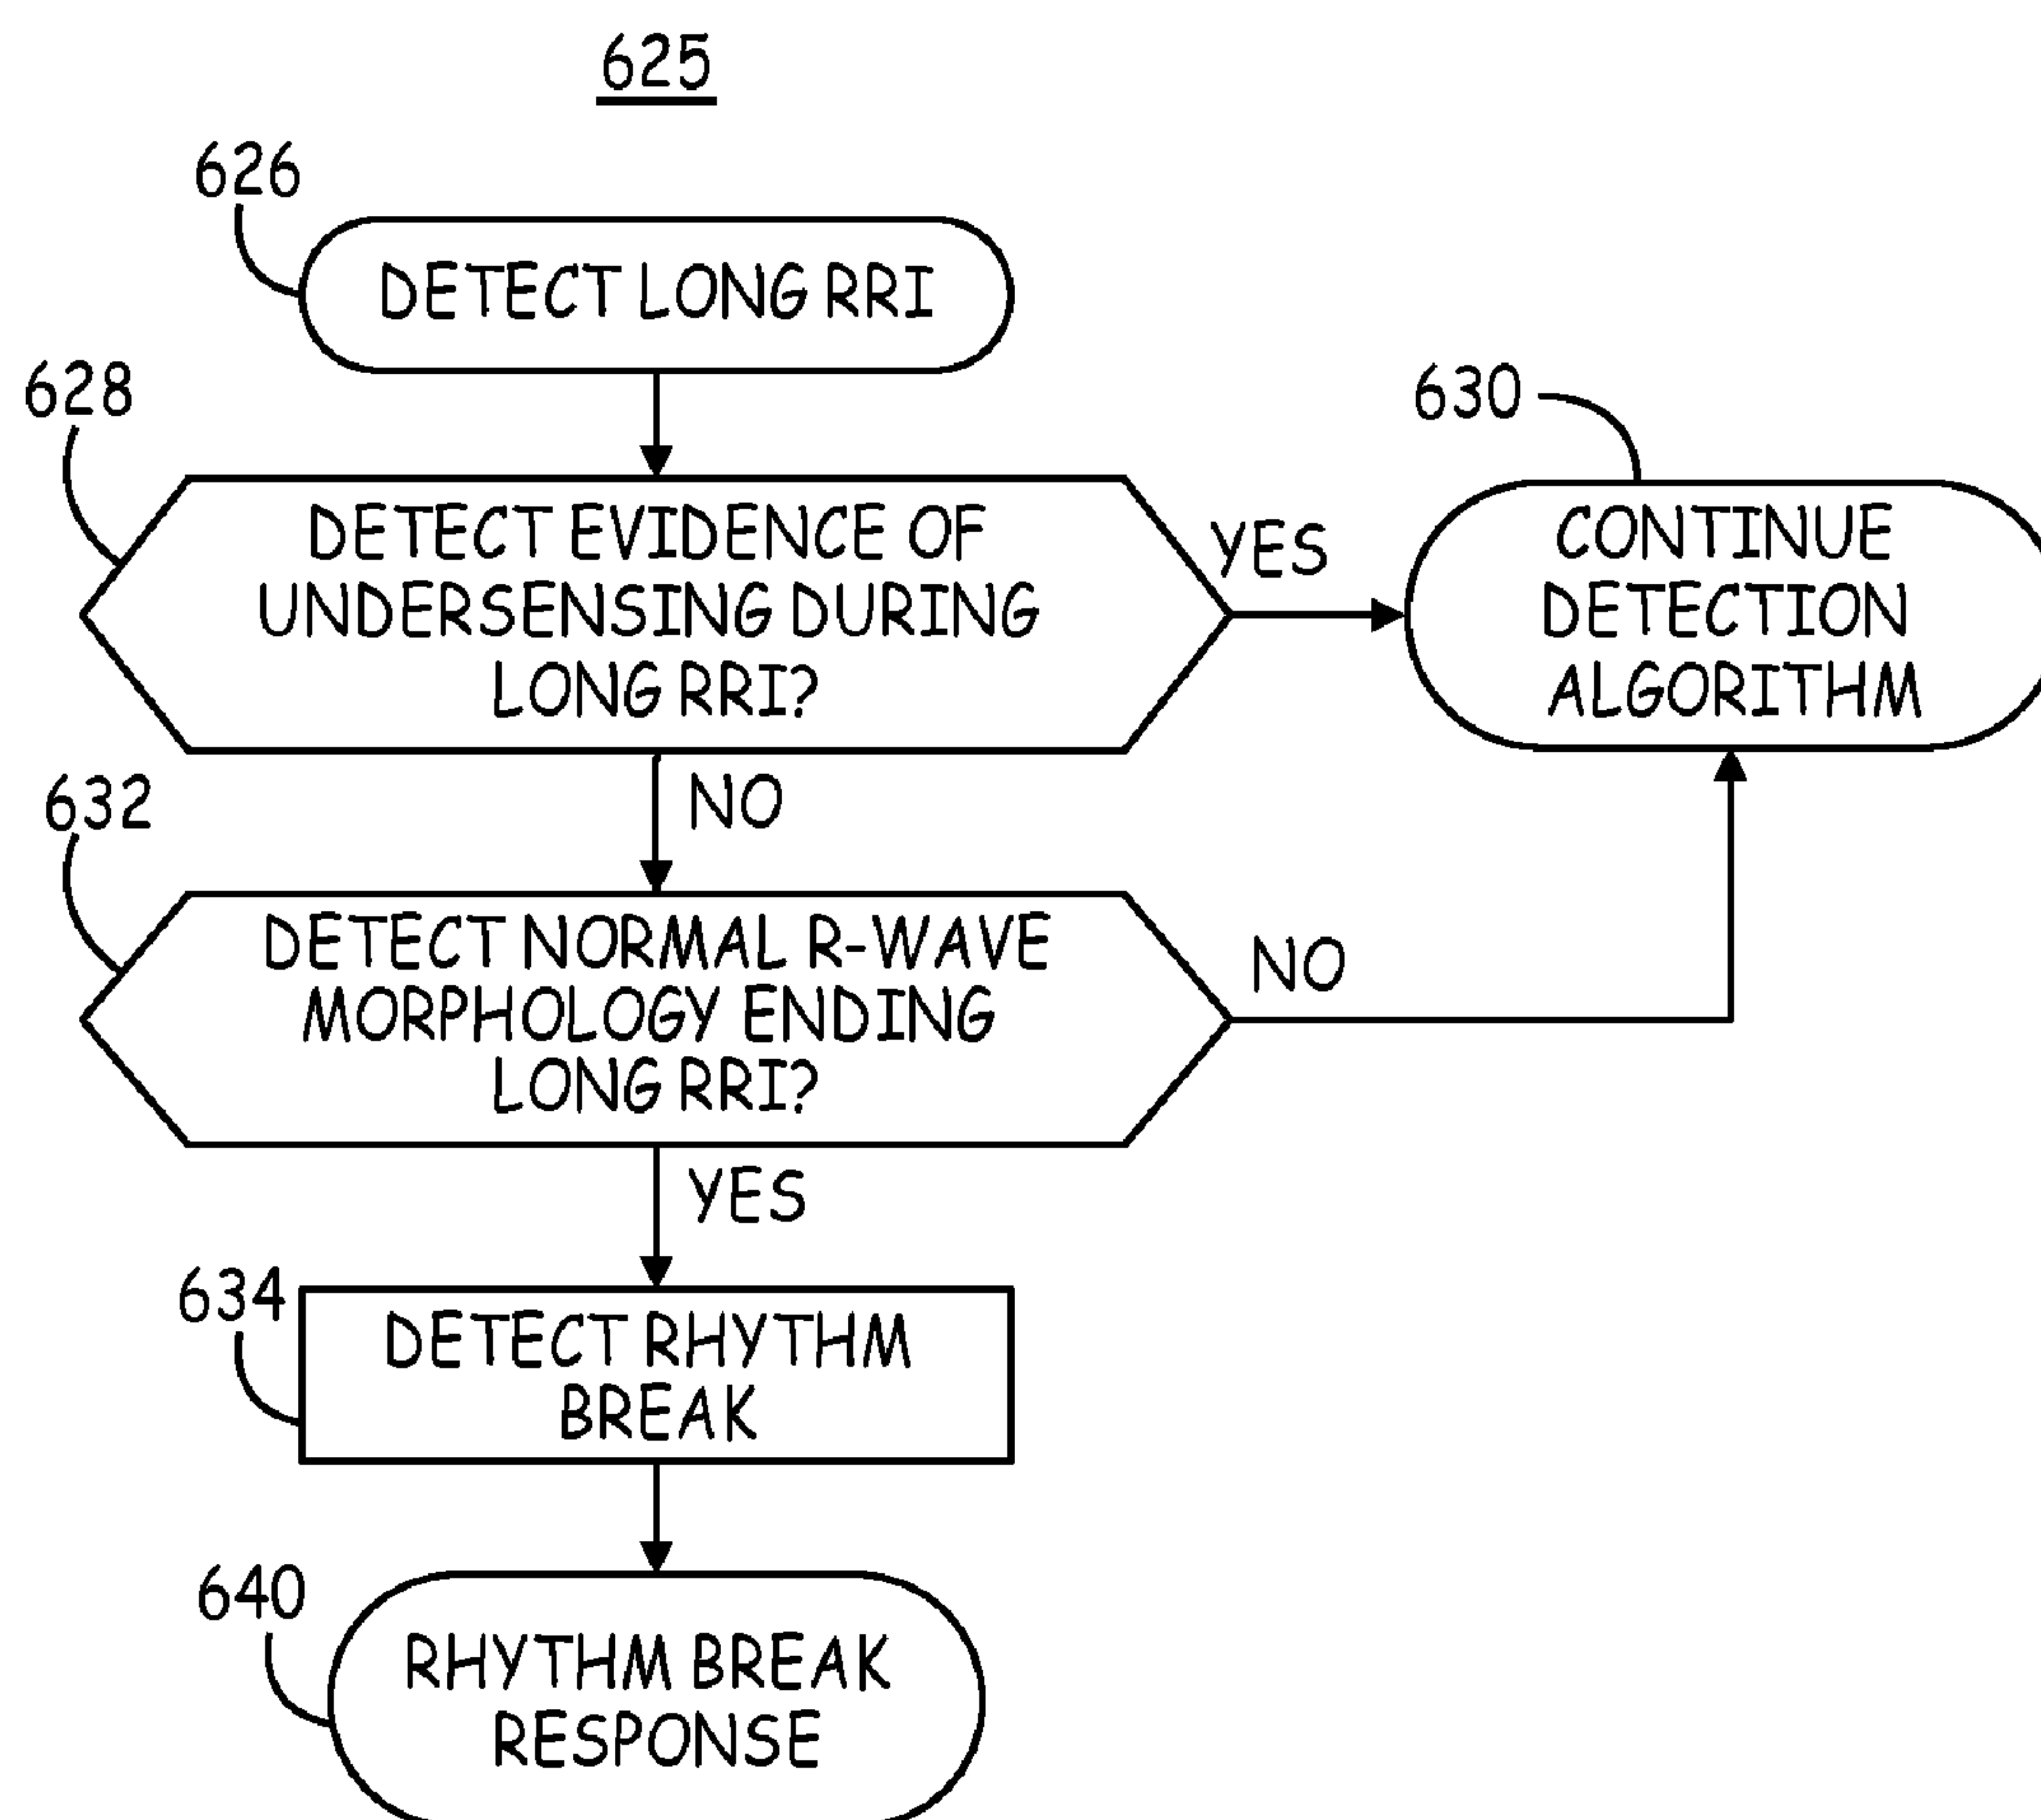 625
626
DETECT LONG RRI
628
DETECT EVIDENCE OF
UNDERSENSING DURING
LONG RRI?
YES
630
CONTINUE
DETECTION
ALGORITHM
NO
632
DETECT NORMAL R-WAVE
MORPHOLOGY ENDING
LONG RRI?
NO
YES
634
DETECT RHYTHM
BREAK
640
RHYTHM BREAK
RESPONSE